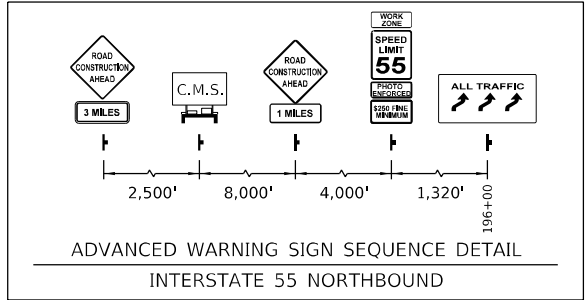 ROAD
CONSTRUCTION
AHEAD
3 MILES
C.M.S.
ROAD
CONSTRUCTION
AHEAD
1 MILES
WORK
ZONE
SPEED
LIMIT
55
PHOTO
ENFORCED
$250 FINE
MINIMUM
ALL TRAFFIC
2,500'
8,000'
4,000'
1,320'
196+00
ADVANCED WARNING SIGN SEQUENCE DETAIL
INTERSTATE 55 NORTHBOUND